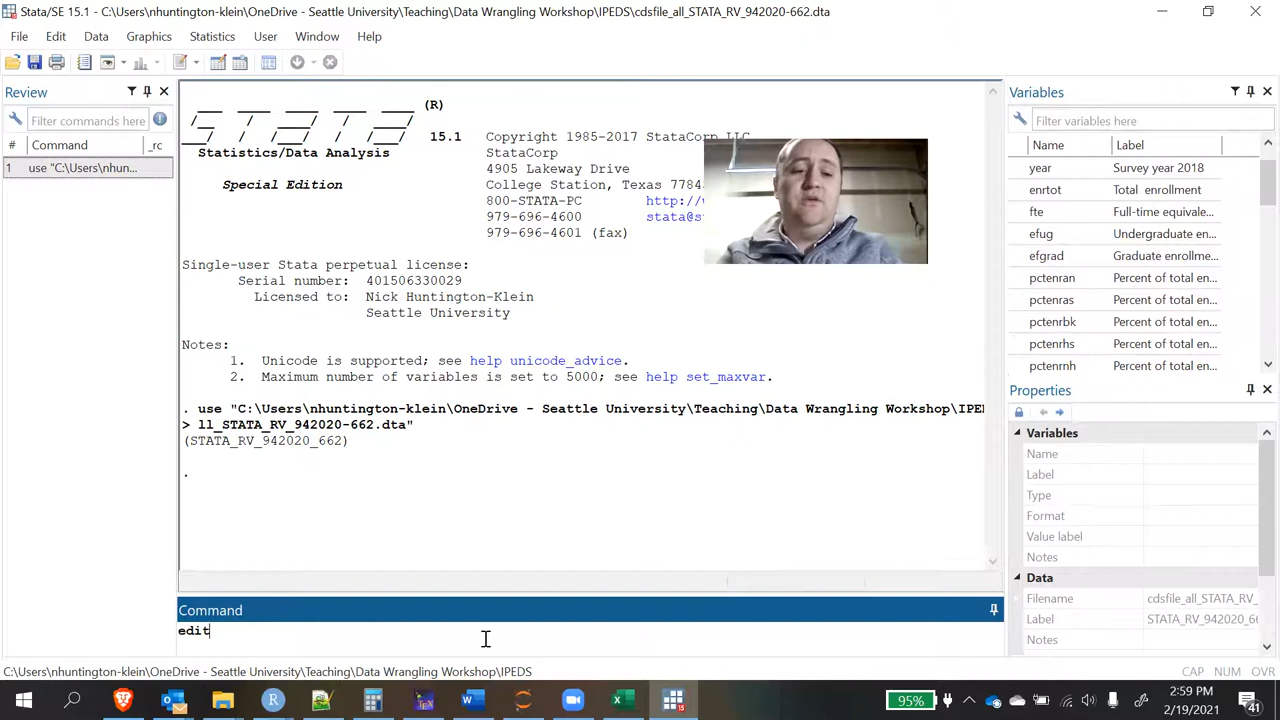 Stata/SE 15.1 - C:\Users\nhuntington-klein\OneDrive - Seattle University\Teaching\Data Wrangling Workshop\IPEDS\cdsfile_all_STATA_RV_942020-662.dta
File Edit Data Graphics Statistics User Window Help
Review
Filter commands here
# Command _rc
1 use "C:\Users\nhun...
(R)
15.1 Copyright 1985-2017 StataCorp LLC
Statistics/Data Analysis StataCorp
4905 Lakeway Drive
Special Edition College Station, Texas 7784
800-STATA-PC http://
979-696-4600 stata@s
979-696-4601 (fax)
Single-user Stata perpetual license:
Serial number: 401506330029
Licensed to: Nick Huntington-Klein
Seattle University
Notes:
1. Unicode is supported; see help unicode_advice.
2. Maximum number of variables is set to 5000; see help set_maxvar.
. use "C:\Users\nhuntington-klein\OneDrive - Seattle University\Teaching\Data Wrangling Workshop\IPED
> ll_STATA_RV_942020-662.dta"
(STATA_RV_942020_662)
.
Command
edit
Variables
Filter variables here
Name Label
year Survey year 2018
enrtot Total enrollment
fte Full-time equivale...
efug Undergraduate enr...
efgrad Graduate enrollme...
pctenran Percent of total en...
pctenras Percent of total en...
pctenrbk Percent of total en...
pctenrhs Percent of total en...
pctenrnh Percent of total en...
Properties
Variables
Name
Label
Type
Format
Value label
Notes
Data
Filename cdsfile_all_STATA_RV_
Label STATA_RV_942020_66
Notes
C:\Users\nhuntington-klein\OneDrive - Seattle University\Teaching\Data Wrangling Workshop\IPEDS
CAP NUM OVR
95%
2:59 PM
2/19/2021
41